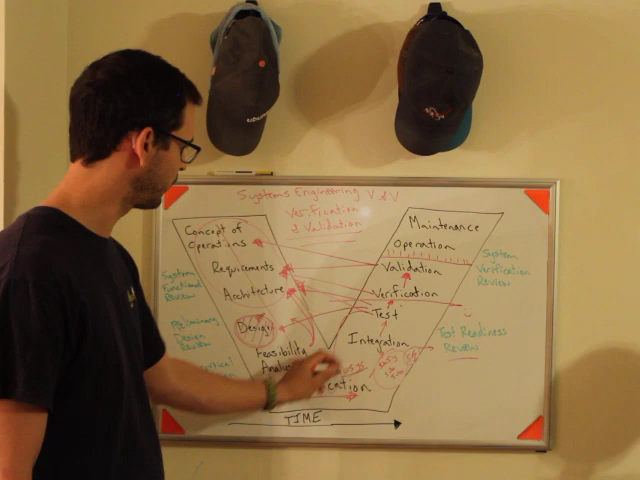 Systems Engineering V & V
Verification
& Validation
Concept of
Operations
Requirements
Architecture
Design
Feasibility
System
Functional
Review
Preliminary
Design
Review
Maintenance
Operation
Validation
Verification
Test
Integration
System
Verification
Review
Test Readiness
Review
TIME